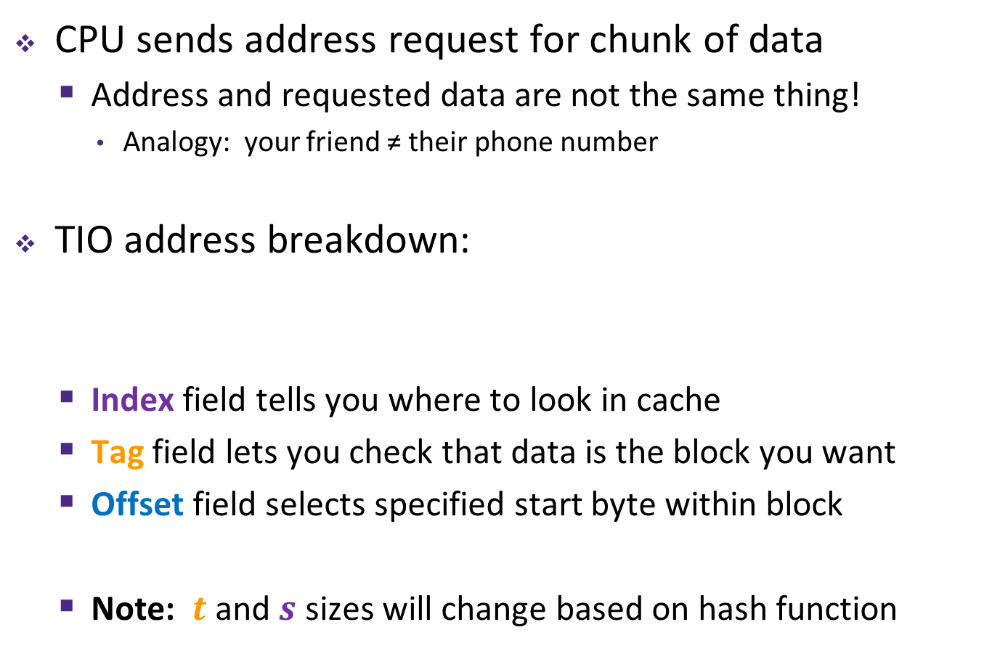 ❖ CPU sends address request for chunk of data
▪ Address and requested data are not the same thing!
• Analogy: your friend ≠ their phone number
❖ TIO address breakdown:
▪ Index field tells you where to look in cache
▪ Tag field lets you check that data is the block you want
▪ Offset field selects specified start byte within block
▪ Note: t and s sizes will change based on hash function